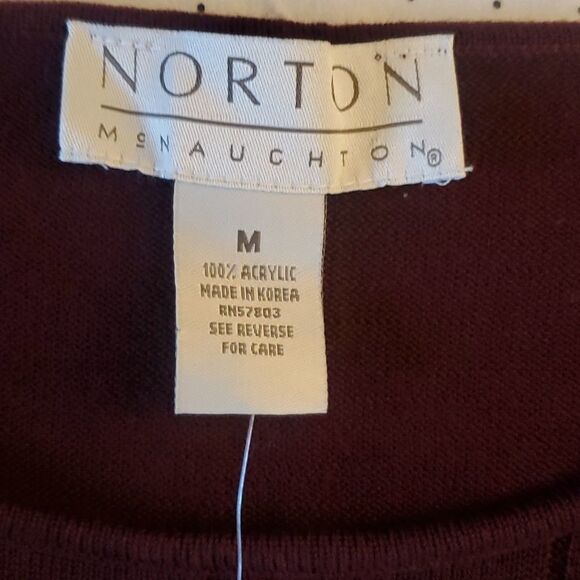 NORTON
McNAUGHTON®
M
100% ACRYLIC
MADE IN KOREA
RN57803
SEE REVERSE
FOR CARE